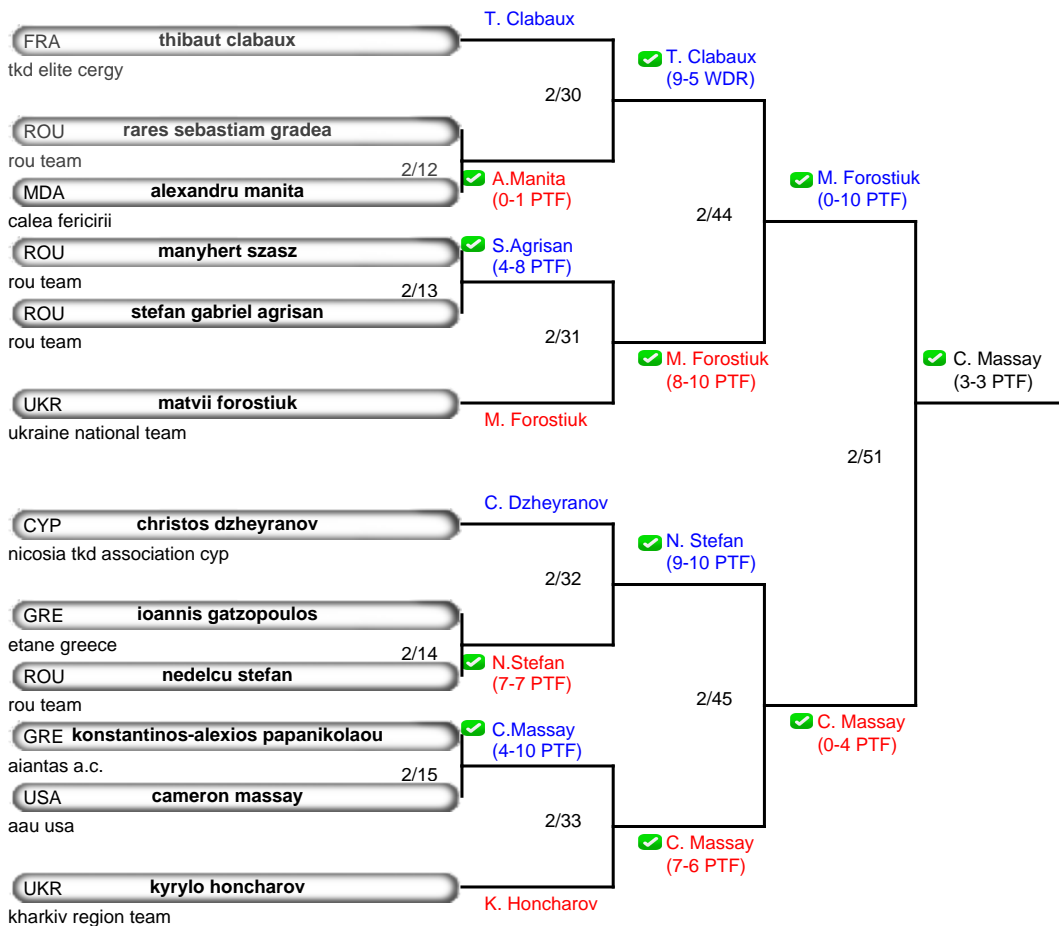 T. Clabaux
FRA thibaut clabaux
tkd elite cergy
T. Clabaux
(9-5 WDR)
2/30
ROU rares sebastiam gradea
rou team
2/12
MDA alexandru manita
calea fericirii
A.Manita
(0-1 PTF)
M. Forostiuk
(0-10 PTF)
2/44
ROU manyhert szasz
rou team
S.Agrisan
(4-8 PTF)
2/13
ROU stefan gabriel agrisan
rou team
2/31
M. Forostiuk
(8-10 PTF)
C. Massay
(3-3 PTF)
UKR matvii forostiuk
ukraine national team
M. Forostiuk
2/51
C. Dzheyranov
CYP christos dzheyranov
nicosia tkd association cyp
N. Stefan
(9-10 PTF)
2/32
GRE ioannis gatzopoulos
etane greece
2/14
ROU nedelcu stefan
rou team
N.Stefan
(7-7 PTF)
2/45
C. Massay
(0-4 PTF)
GRE konstantinos-alexios papanikolaou
aiantas a.c.
C.Massay
(4-10 PTF)
2/15
USA cameron massay
aau usa
2/33
C. Massay
(7-6 PTF)
UKR kyrylo honcharov
kharkiv region team
K. Honcharov